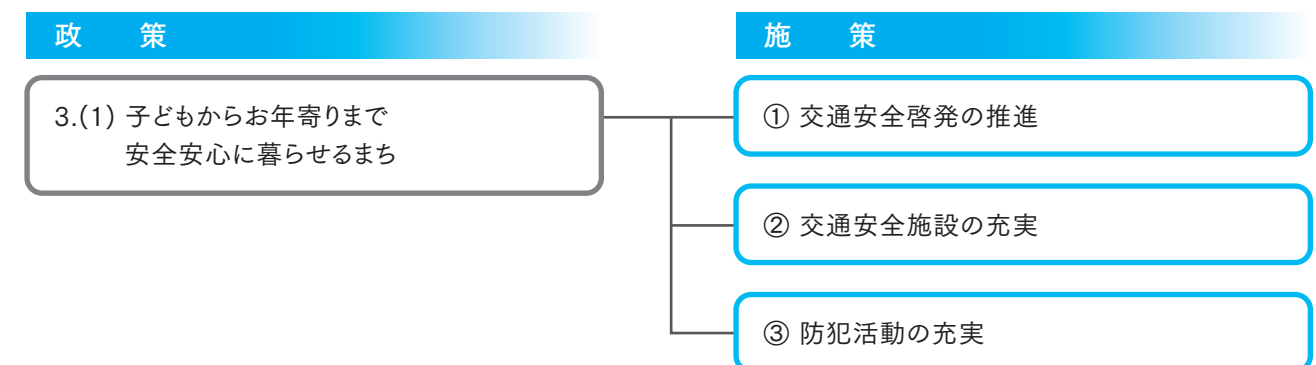 政　策
施　策
3.(1) 子どもからお年寄りまで
安全安心に暮らせるまち
① 交通安全啓発の推進
② 交通安全施設の充実
③ 防犯活動の充実